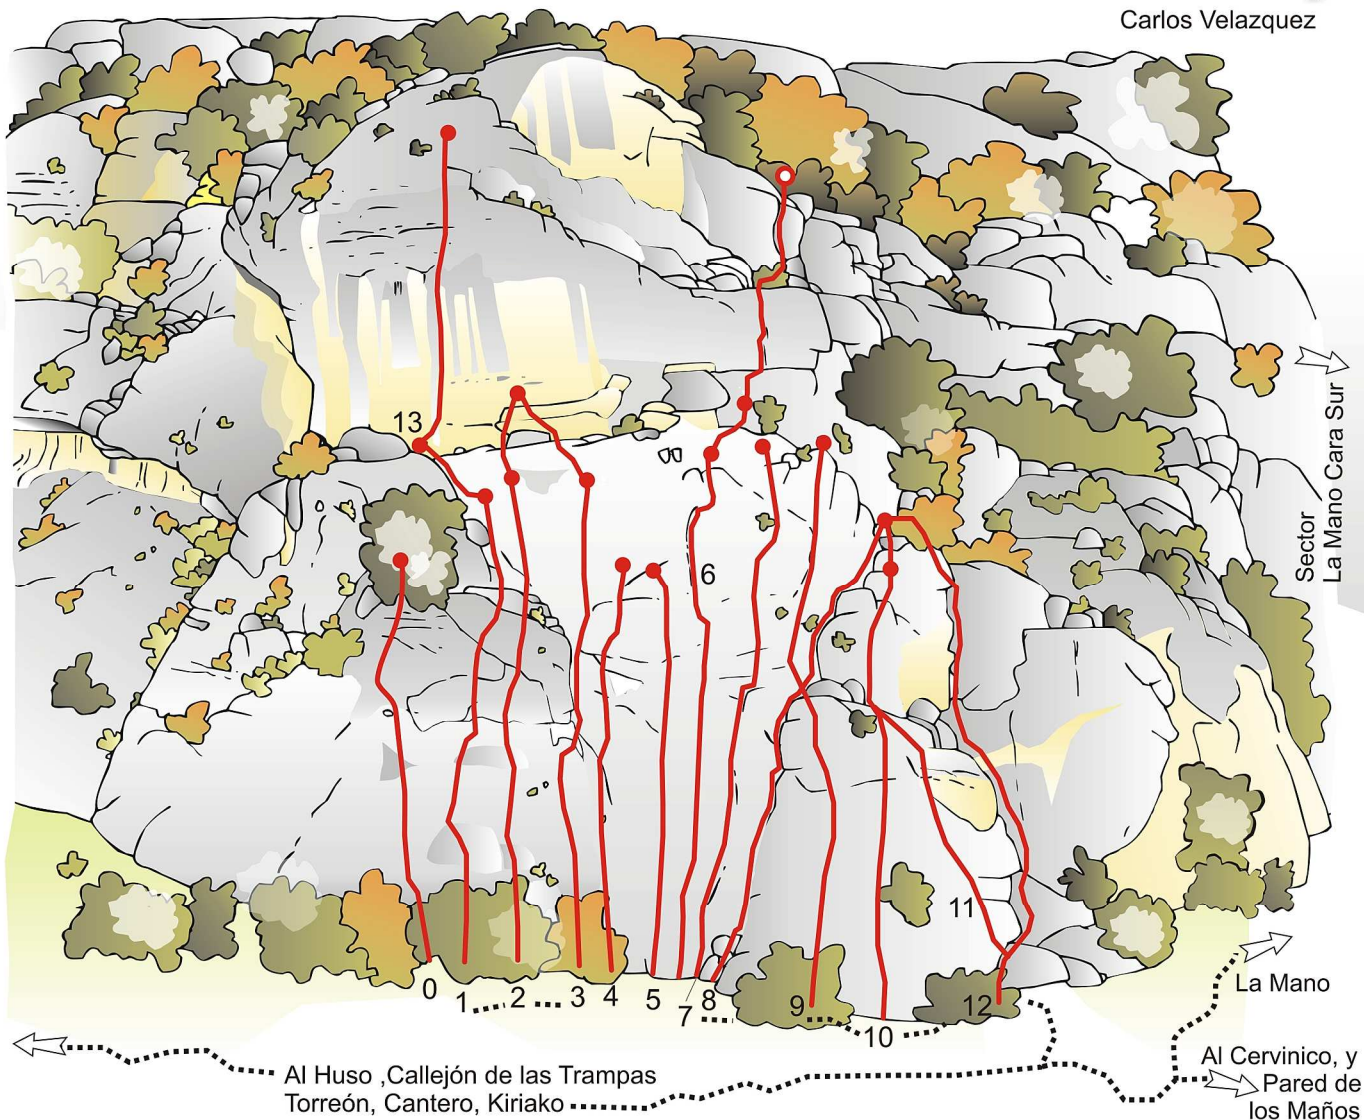 Carlos Velazquez
13
6
Sector
La Mano Cara Sur
11
0
1
2
3
4
5
7
8
9
10
12
La Mano
Al Huso ,Callejón de las Trampas
Torreón, Cantero, Kiriako
Al Cervinico, y
Pared de
los Maños